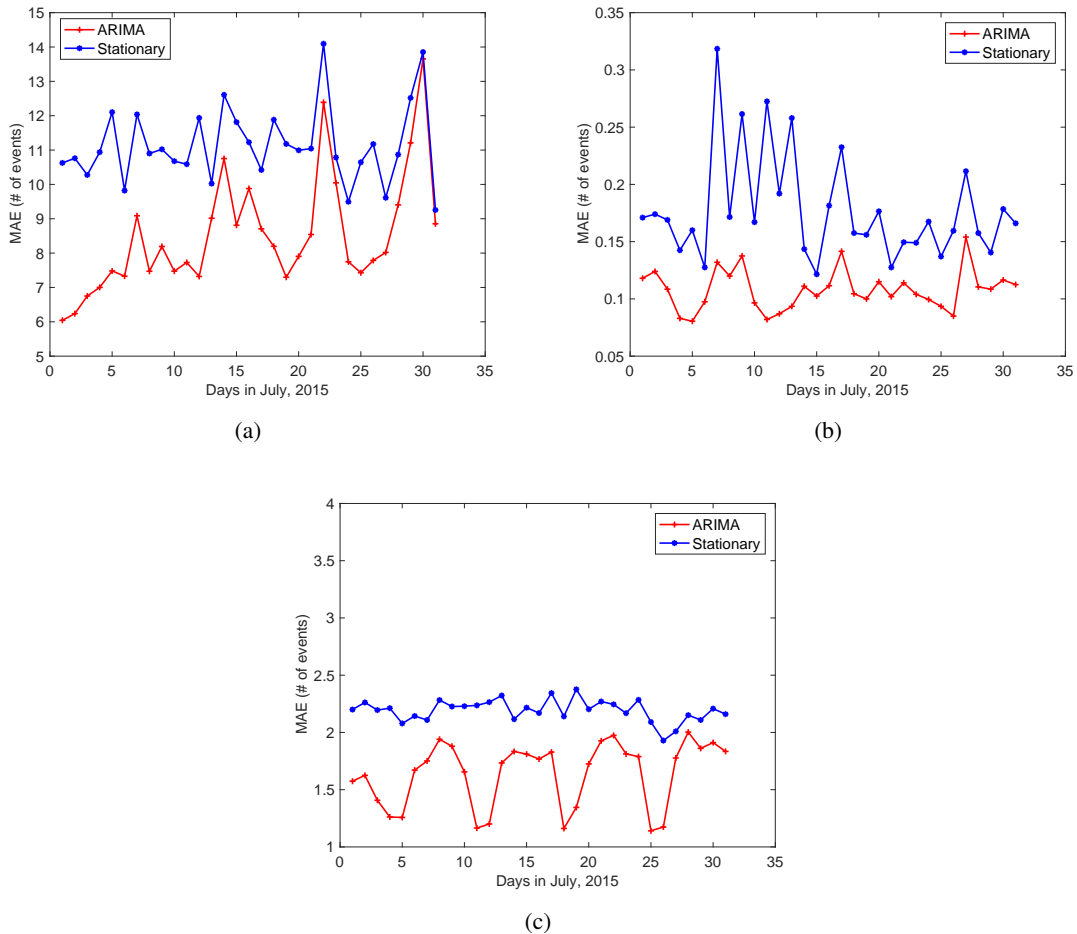 15
14
13
12
11
10
9
8
7
6
5
MAE (# of events)
ARIMA
Stationary
0 5 10 15 20 25 30 35
Days in July, 2015
(a)
0.35
0.3
0.25
0.2
0.15
0.1
0.05
MAE (# of events)
ARIMA
Stationary
0 5 10 15 20 25 30 35
Days in July, 2015
(b)
4
3.5
3
2.5
2
1.5
1
MAE (# of events)
ARIMA
Stationary
0 5 10 15 20 25 30 35
Days in July, 2015
(c)